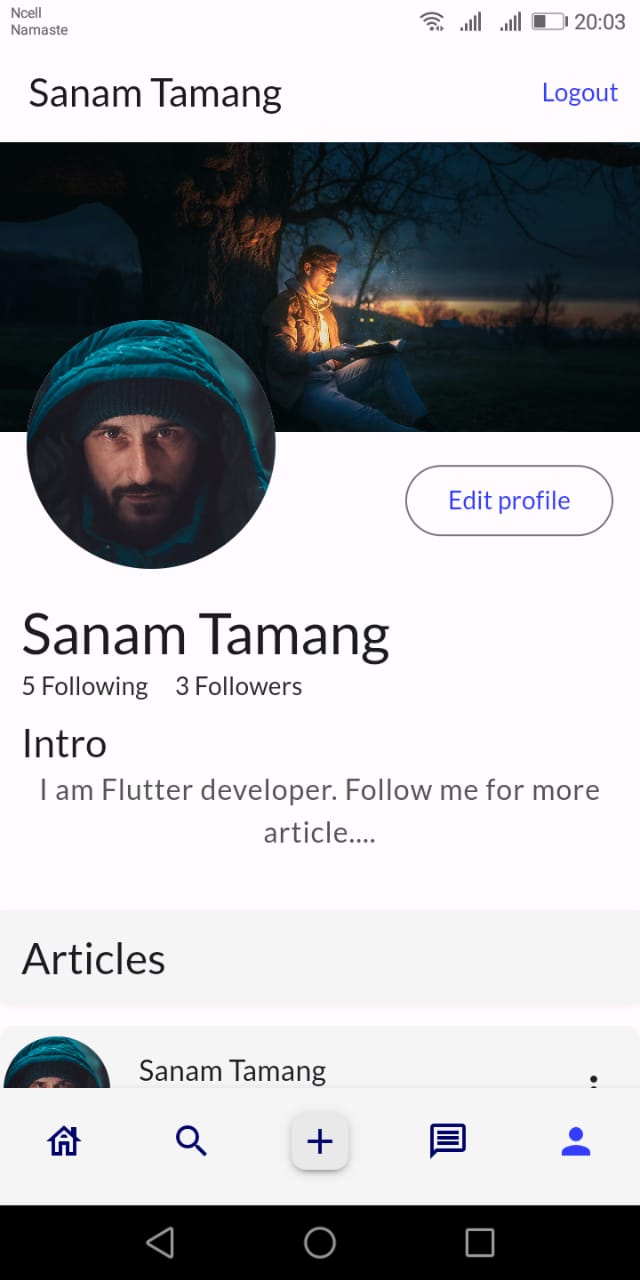 Ncell
Namaste
20:03
Sanam Tamang
Logout
Edit profile
Sanam Tamang
5 Following
3 Followers
Intro
I am Flutter developer. Follow me for more
article....
Articles
Sanam Tamang